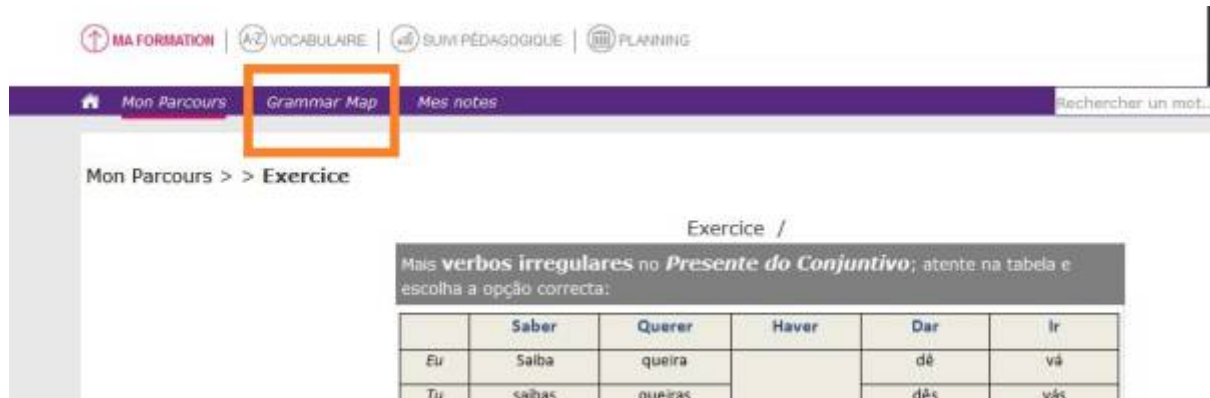 MA FORMATION | A-Z VOCABULAIRE | SUIVI PÉDAGOGIQUE | PLANNING
Mon Parcours Grammar Map Mes notes Rechercher un mot...
Mon Parcours > > Exercice
Exercice /
Mais verbos irregulares no Presente do Conjuntivo; atente na tabela e
escolha a opção correcta:
Saber Querer Haver Dar Ir
Eu Saiba queira dê vá
Tu saibas queiras dês vás